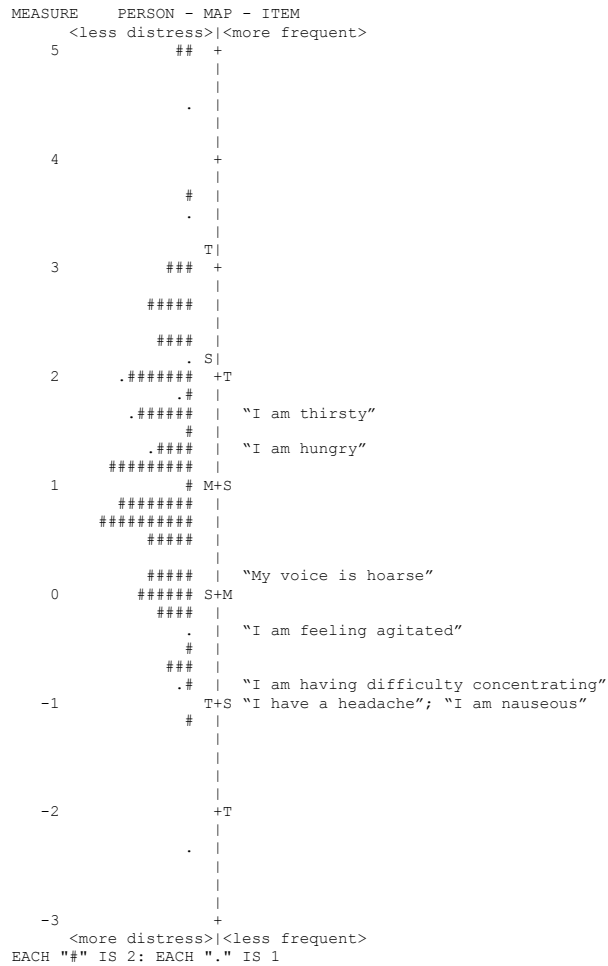 MEASURE    PERSON - MAP - ITEM
      <less distress>|<more frequent>
    5            ##  +
                     |
                     |
                  .  |
                     |
                     |
    4                +
                     |
                  #  |
                  .  |
                     |
                    T|
    3           ###  +
                     |
              #####  |
                     |
               ####  |
                  . S|
    2       .#######  +T
                 .#  |
            .######  |  “I am thirsty”
                  #  |
              .####  |  “I am hungry”
          #########  |
    1             # M+S
           ########  |
         ##########  |
              #####  |
                     |
              #####  |  “My voice is hoarse”
    0        ###### S+M
               ####  |
                  .  |  “I am feeling agitated”
                  #  |
                ###  |
                 .#  |  “I am having difficulty concentrating”
   -1               T+S “I have a headache”; “I am nauseous”
                  #  |
                     |
                     |
                     |
                     |
   -2                +T
                     |
                  .  |
                     |
                     |
                     |
   -3                +
      <more distress>|<less frequent>
EACH "#" IS 2: EACH "." IS 1